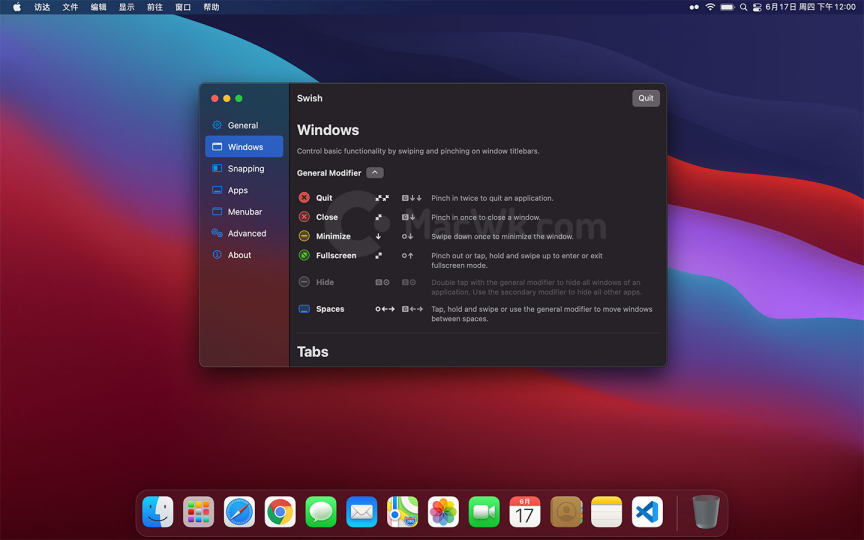 访达 文件 编辑 显示 前往 窗口 帮助 6月17日 周四 下午12:00
Swish
Quit
General
Windows
Snapping
Apps
Menubar
Advanced
About
Windows
Control basic functionality by swiping and pinching on window titlebars.
General Modifier
Quit Pinch in twice to quit an application.
Close Pinch in once to close a window.
Minimize Swipe down once to minimize the window.
Fullscreen Pinch out or tap, hold and swipe up to enter or exit
fullscreen mode.
Hide Double tap with the general modifier to hide all windows of an
application. Use the secondary modifier to hide all other apps.
Spaces Tap, hold and swipe or use the general modifier to move windows
between spaces.
Tabs
MacWk.com
6月
17